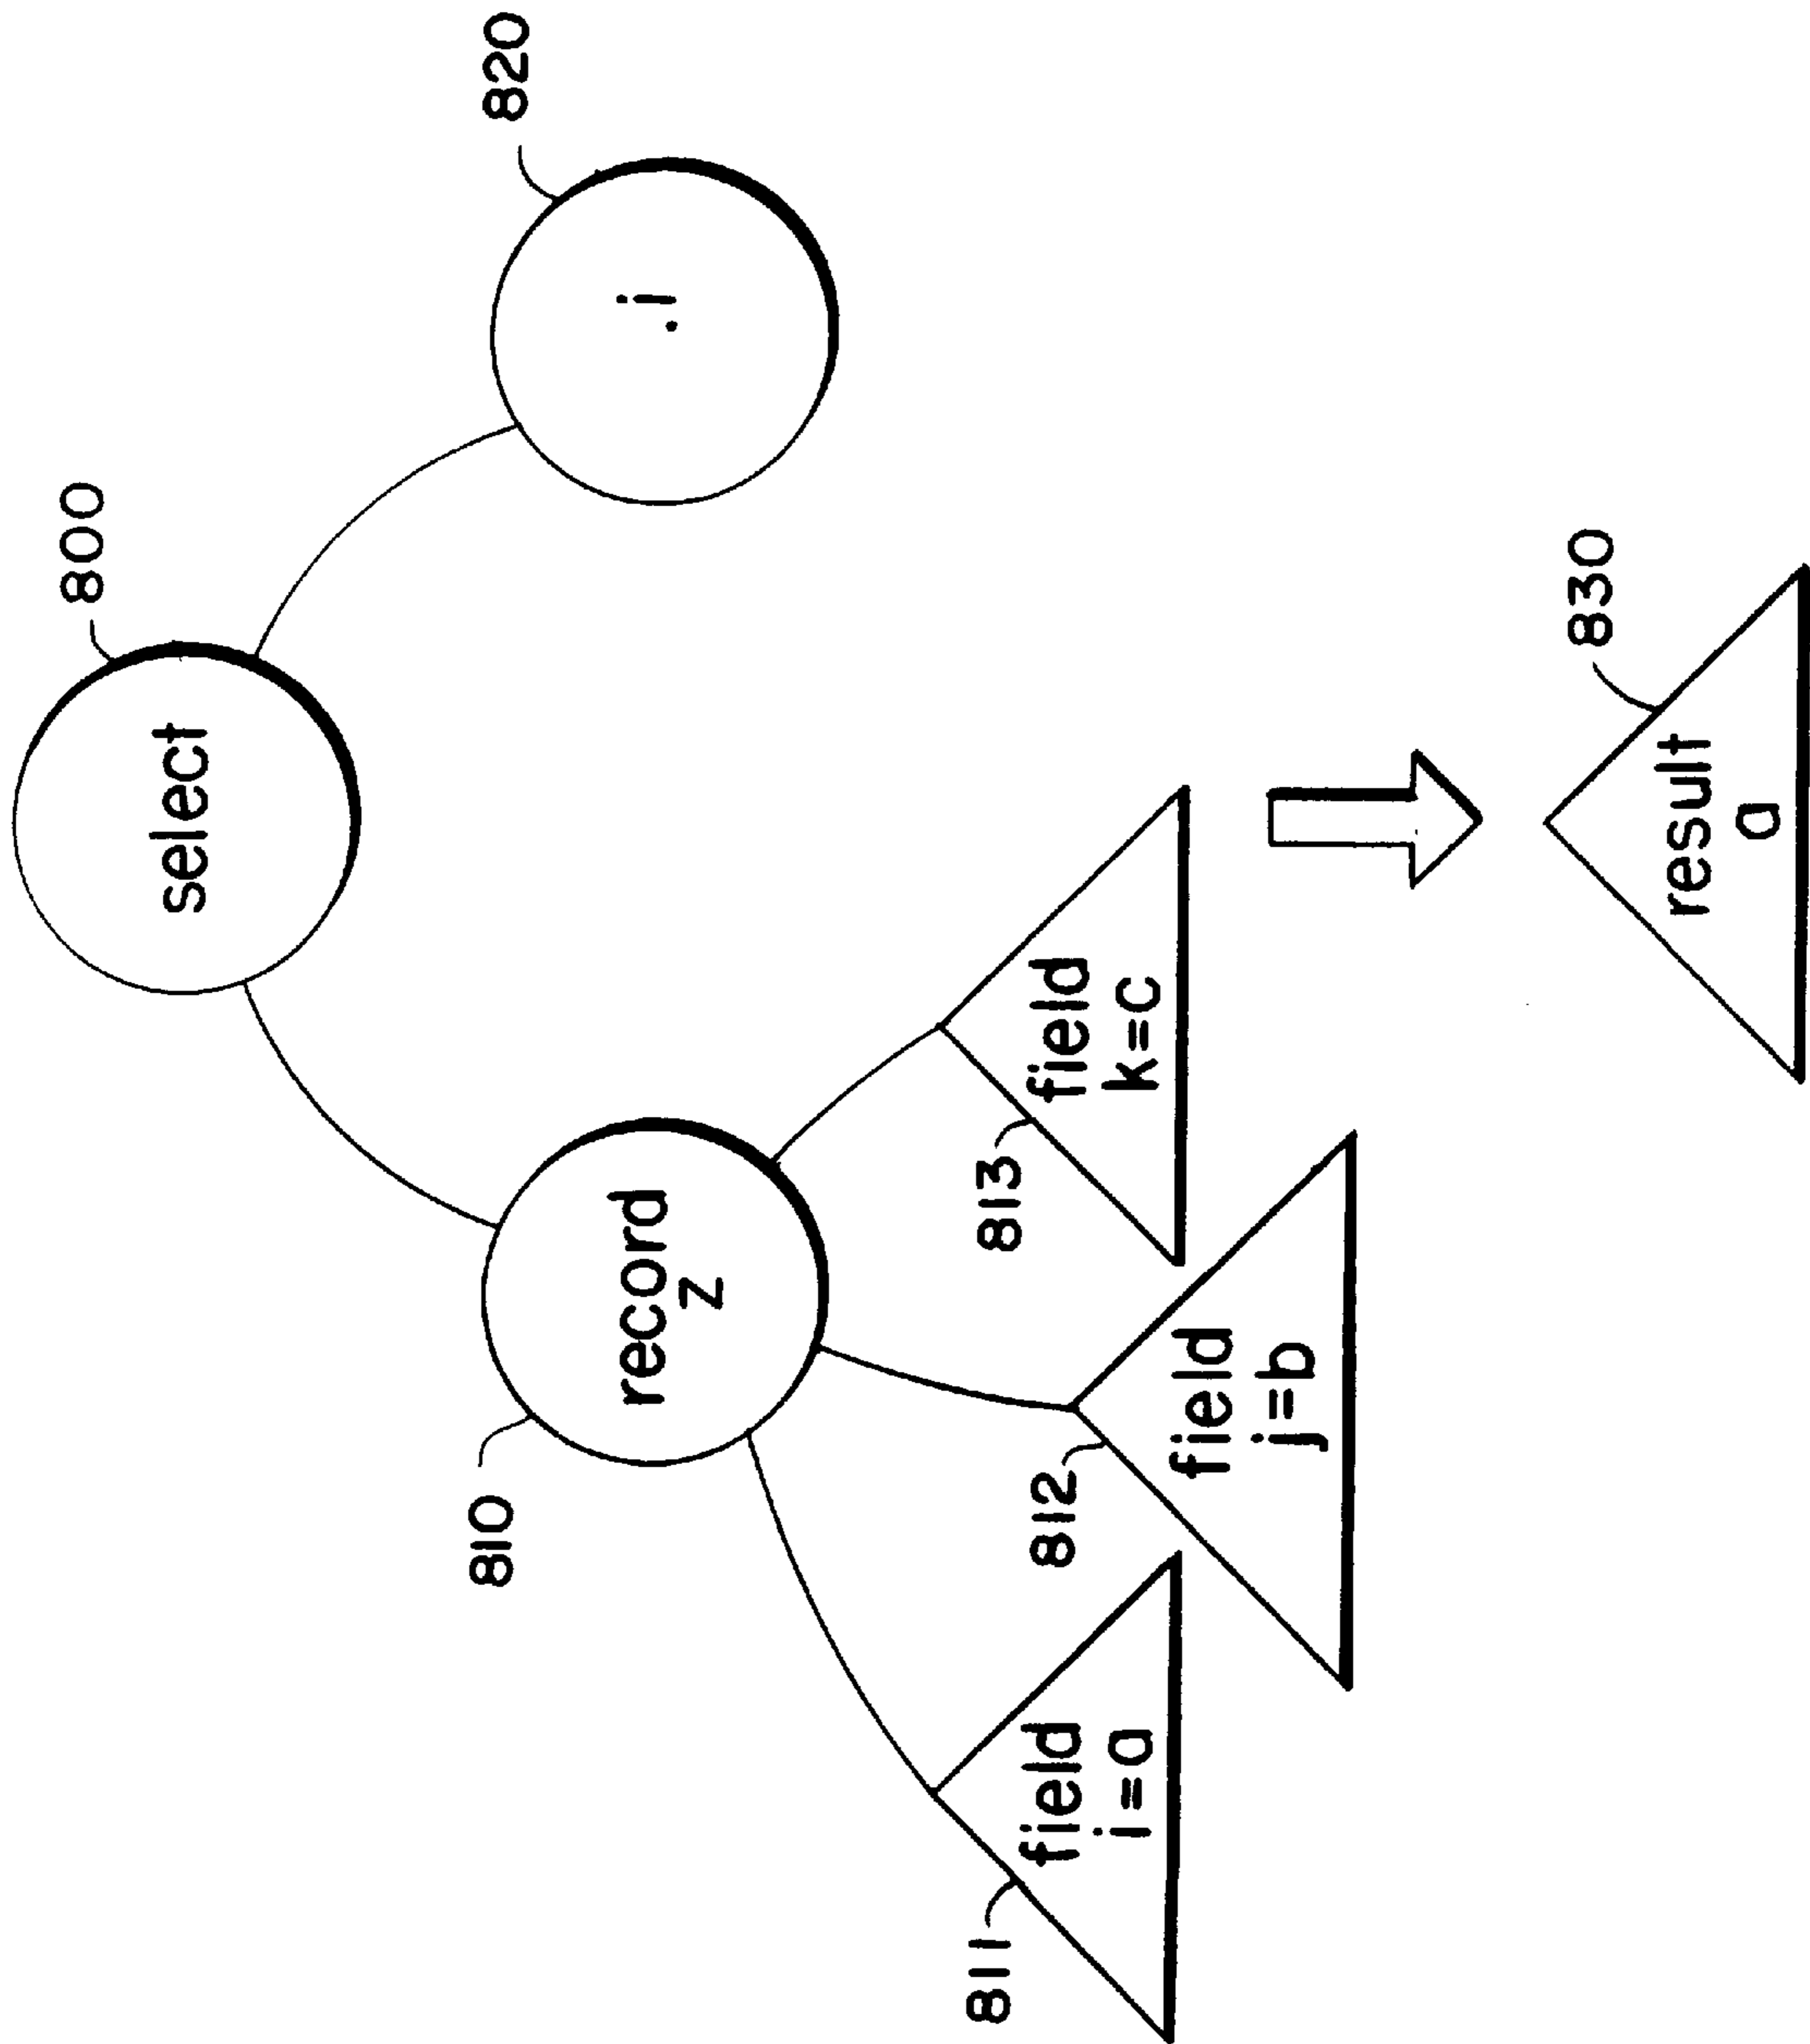 800
select
820
.i
810
record
z
811
field
i=a
812
field
j=b
813
field
k=c
830
result
a